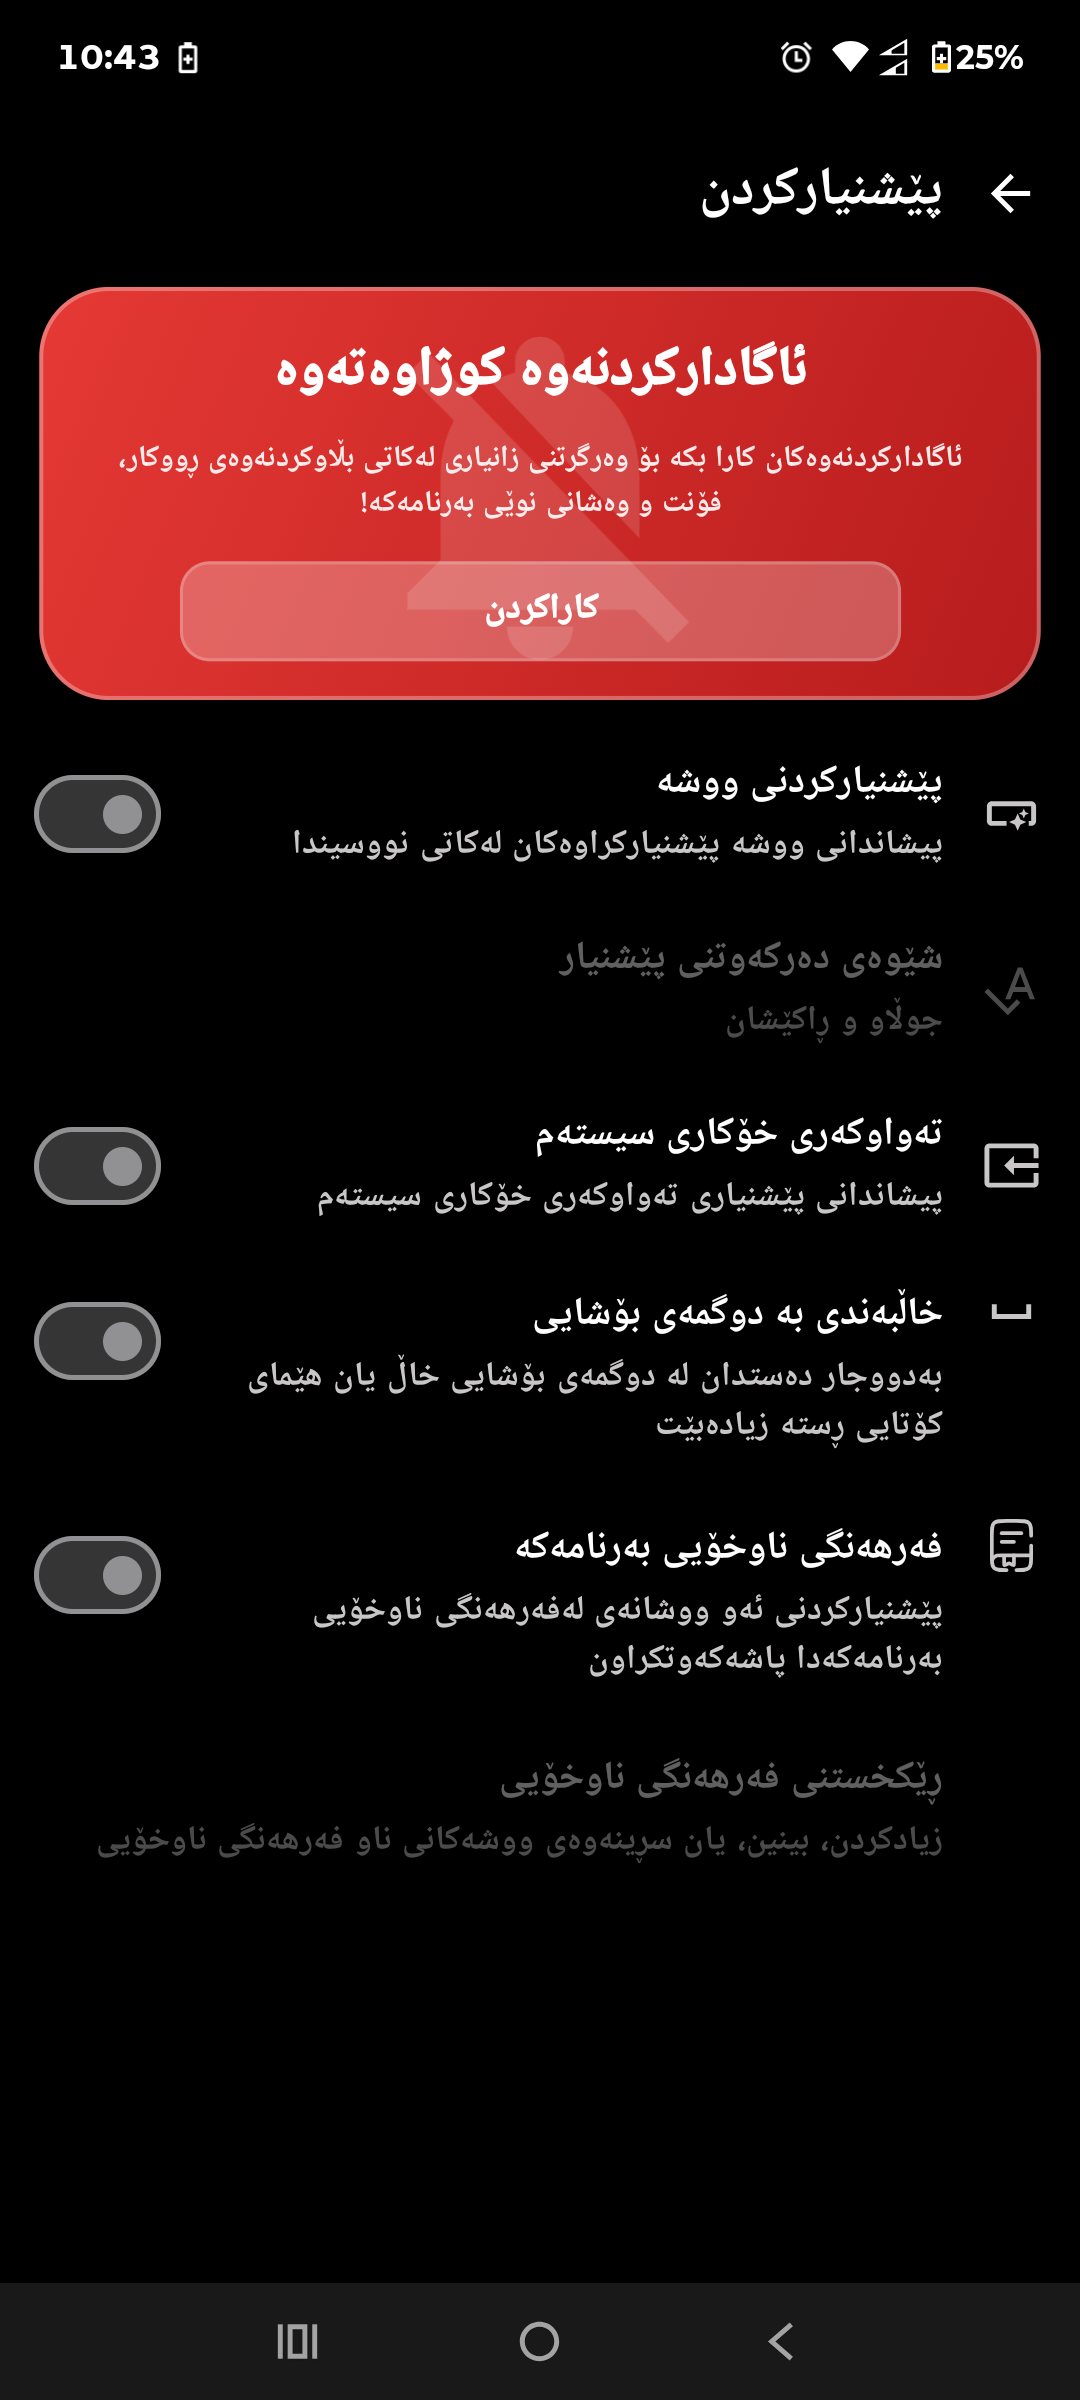 10:43
25%
پێشنیارکردن
ئاگادارکردنەوە کوژاوەتەوە
ئاگادارکردنەوەکان کارا بکە بۆ وەرگرتنی زانیاری لەکاتی بڵاوکردنەوەی ڕووکار،
فۆنت و وەشانی نوێی بەرنامەکە!
کاراکردن
پێشنیارکردنی ووشە
پیشاندانی ووشە پێشنیارکراوەکان لەکاتی نووسیندا
شێوەی دەرکەوتنی پێشنیار
جوڵاو و ڕاکێشان
تەواوکەری خۆکاری سیستەم
پیشاندانی پێشنیاری تەواوکەری خۆکاری سیستەم
خاڵبەندی بە دوگمەی بۆشایی
بەدووجار دەستدان لە دوگمەی بۆشایی خاڵ یان هێمای
کۆتایی ڕستە زیادەبێت
فەرهەنگی ناوخۆیی بەرنامەکە
پێشنیارکردنی ئەو ووشانەی لەفەرهەنگی ناوخۆیی
بەرنامەکەدا پاشەکەوتکراون
ڕێکخستنی فەرهەنگی ناوخۆیی
زیادکردن، بینین، یان سڕینەوەی ووشەکانی ناو فەرهەنگی ناوخۆیی